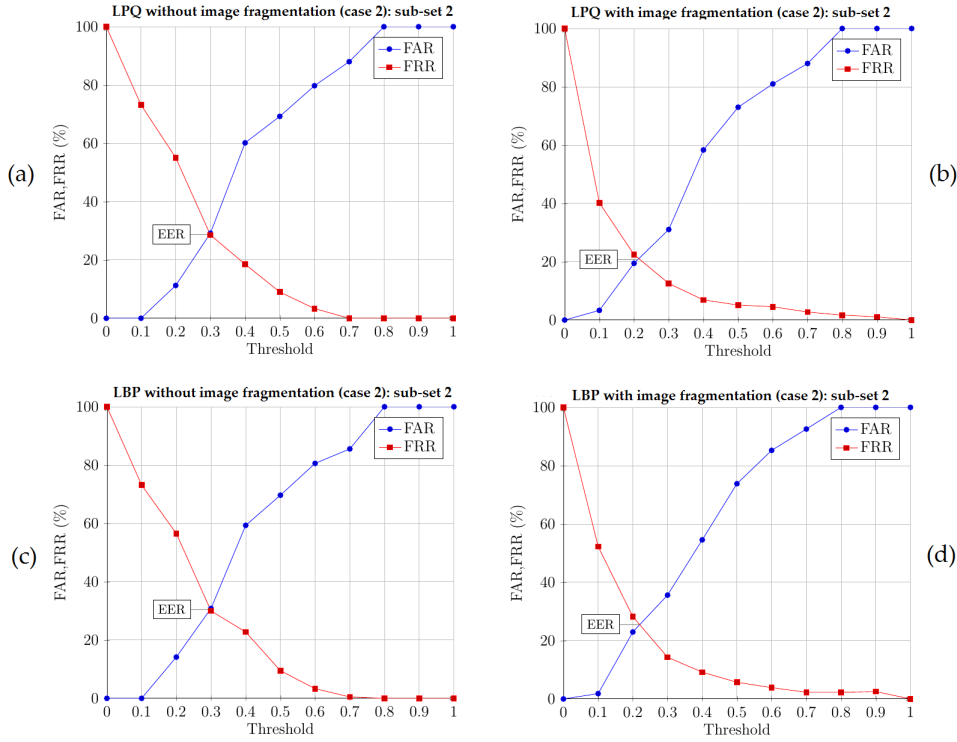 LPQ without image fragmentation (case 2): sub-set 2
100
80
60
40
20
0
FAR,FRR (%)
FAR
FRR
EER
0 0.1 0.2 0.3 0.4 0.5 0.6 0.7 0.8 0.9 1
Threshold
(a)
LPQ with image fragmentation (case 2): sub-set 2
100
80
60
40
20
0
FAR,FRR (%)
FAR
FRR
EER
0 0.1 0.2 0.3 0.4 0.5 0.6 0.7 0.8 0.9 1
Threshold
(b)
LBP without image fragmentation (case 2): sub-set 2
100
80
60
40
20
0
FAR,FRR (%)
FAR
FRR
EER
0 0.1 0.2 0.3 0.4 0.5 0.6 0.7 0.8 0.9 1
Threshold
(c)
LBP with image fragmentation (case 2): sub-set 2
100
80
60
40
20
0
FAR,FRR (%)
FAR
FRR
EER
0 0.1 0.2 0.3 0.4 0.5 0.6 0.7 0.8 0.9 1
Threshold
(d)